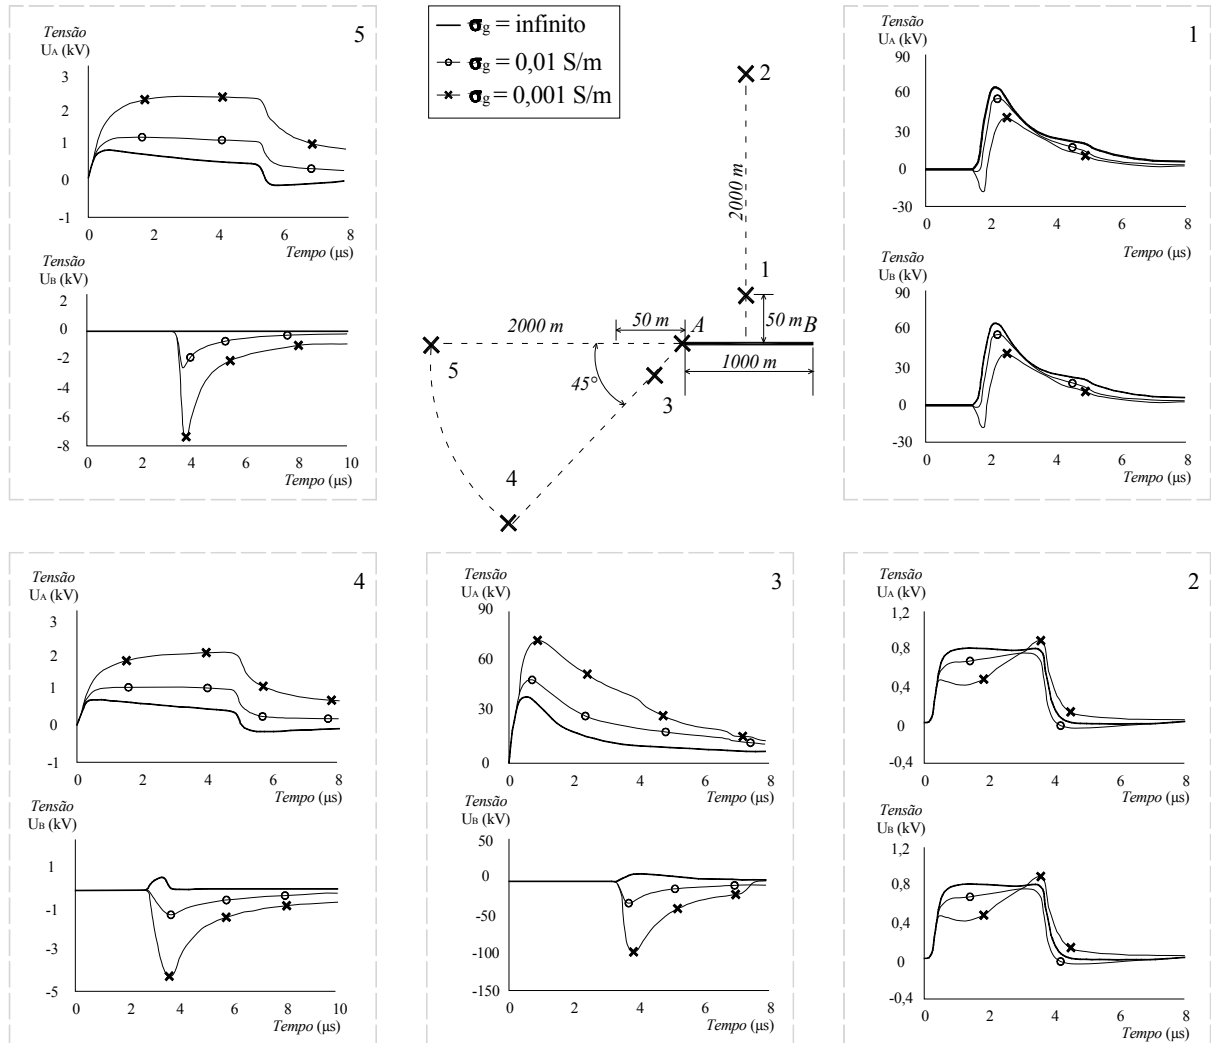 Tensão
UA (kV)
5
3
2
1
0
-1
0
2
4
6
8
Tempo (μs)
Tensão
UB (kV)
2
0
-2
-4
-6
-8
0
2
4
6
8
10
Tempo (μs)
σg = infinito
σg = 0,01 S/m
σg = 0,001 S/m
2
2000 m
1
50 m
A
50 m
B
2000 m
1000 m
5
45°
3
4
Tensão
UA (kV)
1
90
60
30
0
-30
0
2
4
6
8
Tempo (μs)
Tensão
UB (kV)
90
60
30
0
-30
0
2
4
6
8
Tempo (μs)
Tensão
UA (kV)
4
3
2
1
0
-1
0
2
4
6
8
Tempo (μs)
Tensão
UB (kV)
1
-1
-3
-5
0
2
4
6
8
10
Tempo (μs)
Tensão
UA (kV)
3
90
60
30
0
0
2
4
6
8
Tempo (μs)
Tensão
UB (kV)
50
0
-50
-100
-150
0
2
4
6
8
Tempo (μs)
Tensão
UA (kV)
2
1,2
0,8
0,4
0
-0,4
0
2
4
6
8
Tempo (μs)
Tensão
UB (kV)
1,2
0,8
0,4
0
-0,4
0
2
4
6
8
Tempo (μs)